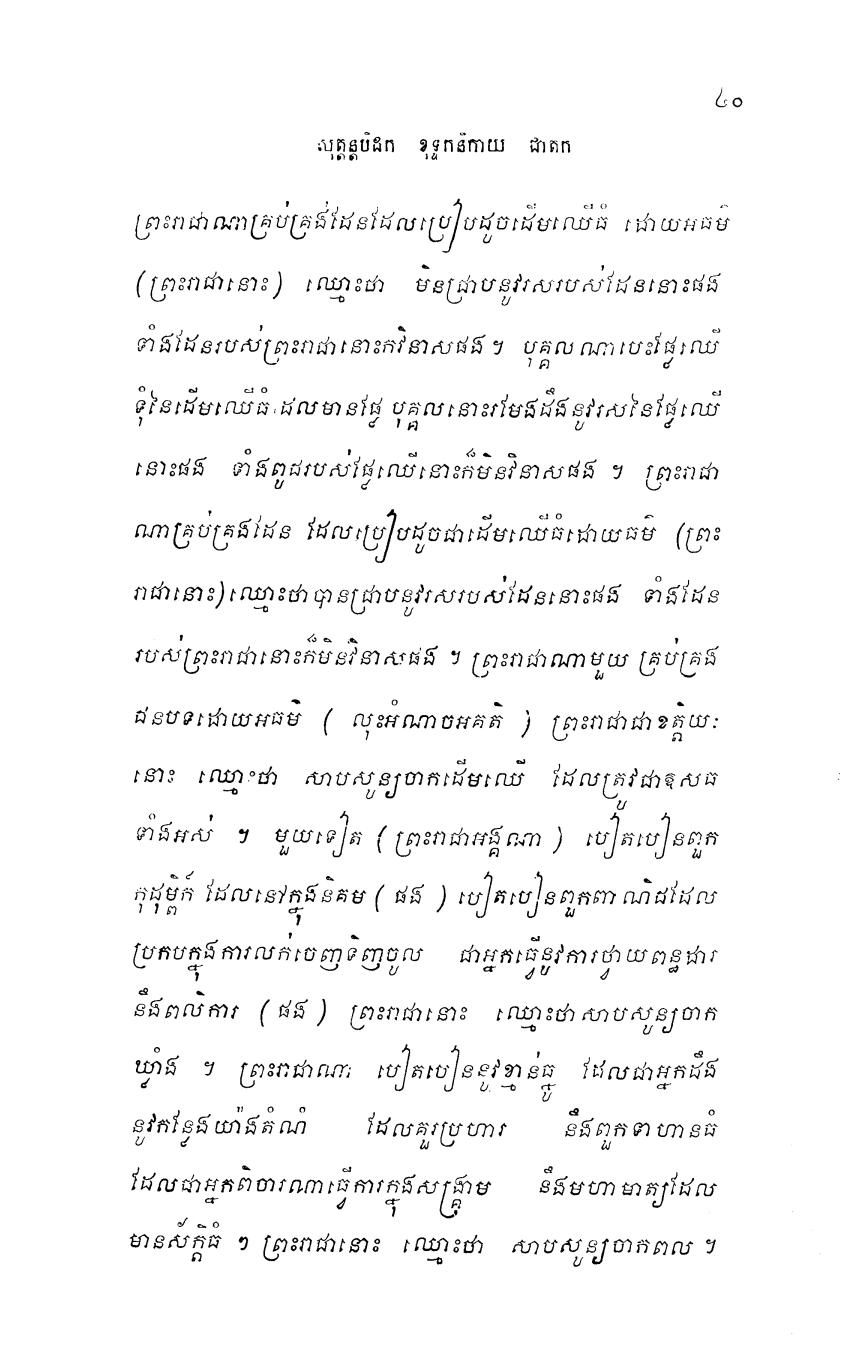 ៤០
សុត្តន្តបិដក ខុទ្ទកនិកាយ ជាតក
ព្រះរាជាណាគ្រប់គ្រង់ដែនដែលប្រៀបដូចដើមឈើធំ ដោយអធម៌
(ព្រះរាជានោះ) ឈ្មោះថា មិនជ្រាបនូវរសរបស់ដែននោះផង
ទាំងដែនរបស់ព្រះរាជានោះក៏វិនាសផង។ បុគ្គលណាបេះផ្លែឈើ
ទុំនៃដើមឈើធំដែលមានផ្លែ បុគ្គលនោះរមែងដឹងនូវរសនៃផ្លែឈើ
នោះផង ទាំងពូជរបស់ផ្លែឈើនោះក៏មិនវិនាសផង ។ ព្រះរាជា
ណាគ្រប់គ្រងដែន ដែលប្រៀបដូចជាដើមឈើធំដោយធម៌ (ព្រះ
រាជានោះ)ឈ្មោះថាបានជ្រាបនូវរសរបស់ដែននោះផង ទាំងដែន
របស់ព្រះរាជានោះក៏មិនវិនាសផង ។ ព្រះរាជាណាមួយ គ្រប់គ្រង
ជនបទដោយអធម៌ ( លុះអំណាចអគតិ ) ព្រះរាជាជាខត្តិយៈ
នោះ ឈ្មោះថា សាបសូន្យចាកដើមឈើ ដែលត្រូវជាឱសធ
ទាំងអស់ ។ មួយទៀត (ព្រះរាជាអង្គណា ) បៀតបៀនពួក
កុដុម្ពិក៍ ដែលនៅក្នុងនិគម ( ផង ) បៀតបៀនពួកពាណិជដែល
ប្រកបក្នុងការលក់ចេញទិញចូល ជាអ្នកធ្វើនូវការថ្វាយពន្ធដារ
នឹងពលិការ ( ផង ) ព្រះរាជានោះ ឈ្មោះថាសាបសូន្យចាក
ឃ្លាំង ។ ព្រះរាជាណា បៀតបៀននូវខ្មាន់ធ្នូ ដែលជាអ្នកដឹង
នូវកន្លែងយ៉ាងតំណំ ដែលគួរប្រហារ នឹងពួកទាហានធំ
ដែលជាអ្នកពិចារណាធ្វើការក្នុងសង្គ្រាម នឹងមហាមាត្យដែល
មានស័ក្តិធំ ៗ ព្រះរាជានោះ ឈ្មោះថា សាបសូន្យចាកពល ។